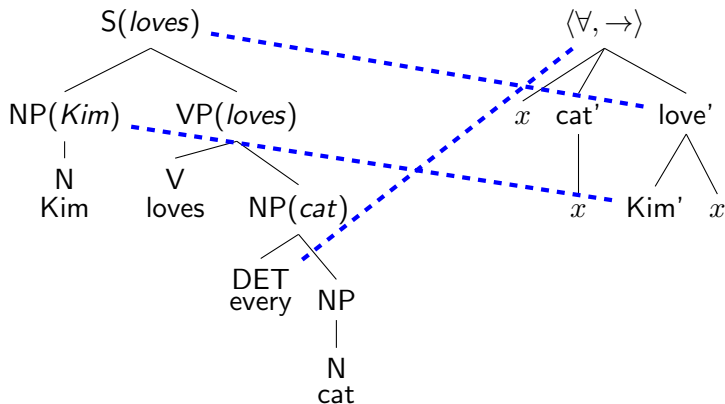 S(loves) ⟨∀, →⟩
NP(Kim) VP(loves) x cat' love'
N V NP(cat) x Kim' x
Kim loves
DET NP
every
N
cat